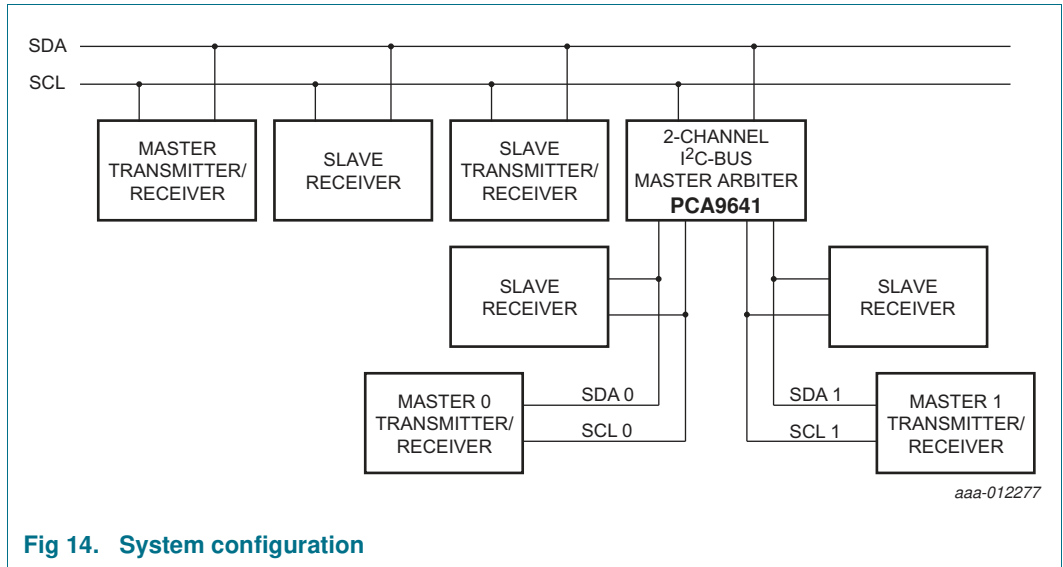 SDA
SCL
MASTER
TRANSMITTER/
RECEIVER
SLAVE
RECEIVER
SLAVE
TRANSMITTER/
RECEIVER
2-CHANNEL
I²C-BUS
MASTER ARBITER
PCA9641
SLAVE
RECEIVER
SLAVE
RECEIVER
MASTER 0
TRANSMITTER/
RECEIVER
SDA 0
SCL 0
SDA 1
SCL 1
MASTER 1
TRANSMITTER/
RECEIVER
aaa-012277
Fig 14. System configuration